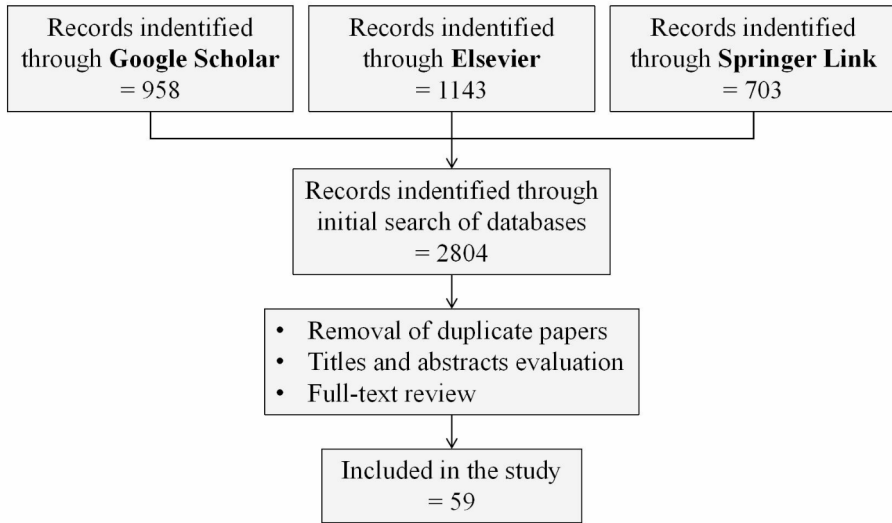 Records indentified
through Google Scholar
= 958
Records indentified
through Elsevier
= 1143
Records indentified
through Springer Link
= 703
Records indentified through
initial search of databases
= 2804
• Removal of duplicate papers
• Titles and abstracts evaluation
• Full-text review
Included in the study
= 59